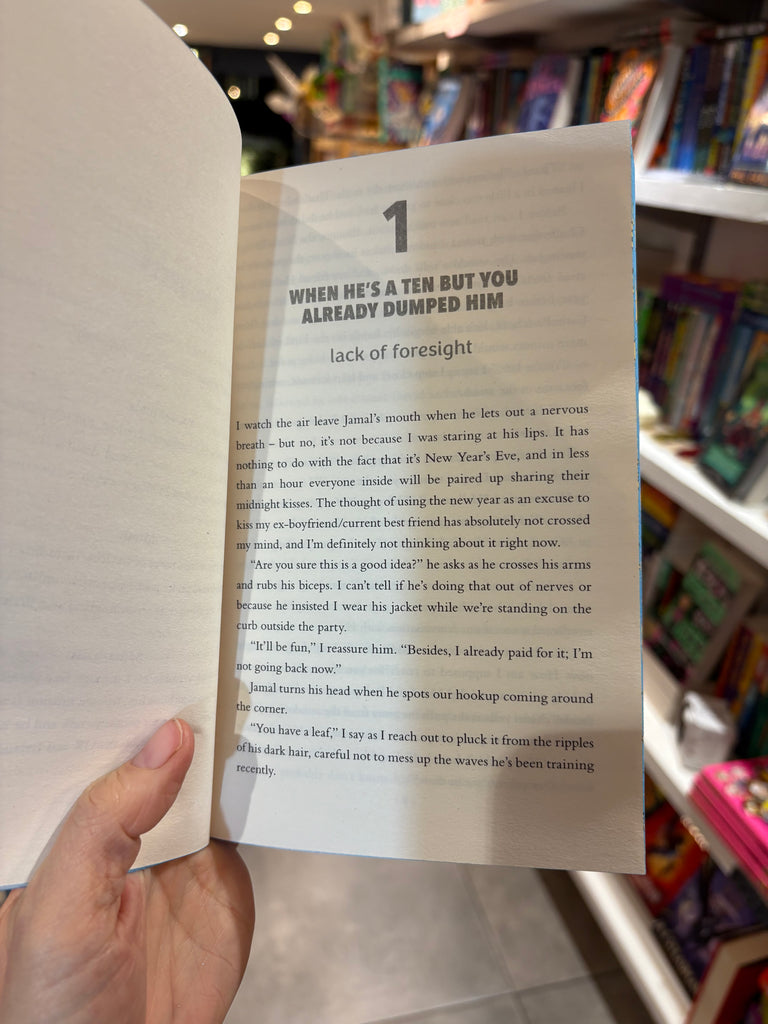 1
WHEN HE'S A TEN BUT YOU
ALREADY DUMPED HIM
lack of foresight
I watch the air leave Jamal's mouth when he lets out a nervous
breath – but no, it's not because I was staring at his lips. It has
nothing to do with the fact that it's New Year's Eve, and in less
than an hour everyone inside will be paired up sharing their
midnight kisses. The thought of using the new year as an excuse to
kiss my ex-boyfriend/current best friend has absolutely not crossed
my mind, and I'm definitely not thinking about it right now.
"Are you sure this is a good idea?" he asks as he crosses his arms
and rubs his biceps. I can't tell if he's doing that out of nerves or
because he insisted I wear his jacket while we're standing on the
curb outside the party.
"It'll be fun," I reassure him. "Besides, I already paid for it; I'm
not going back now."
Jamal turns his head when he spots our hookup coming around
the corner.
"You have a leaf," I say as I reach out to pluck it from the ripples
of his dark hair, careful not to mess up the waves he's been training
recently.